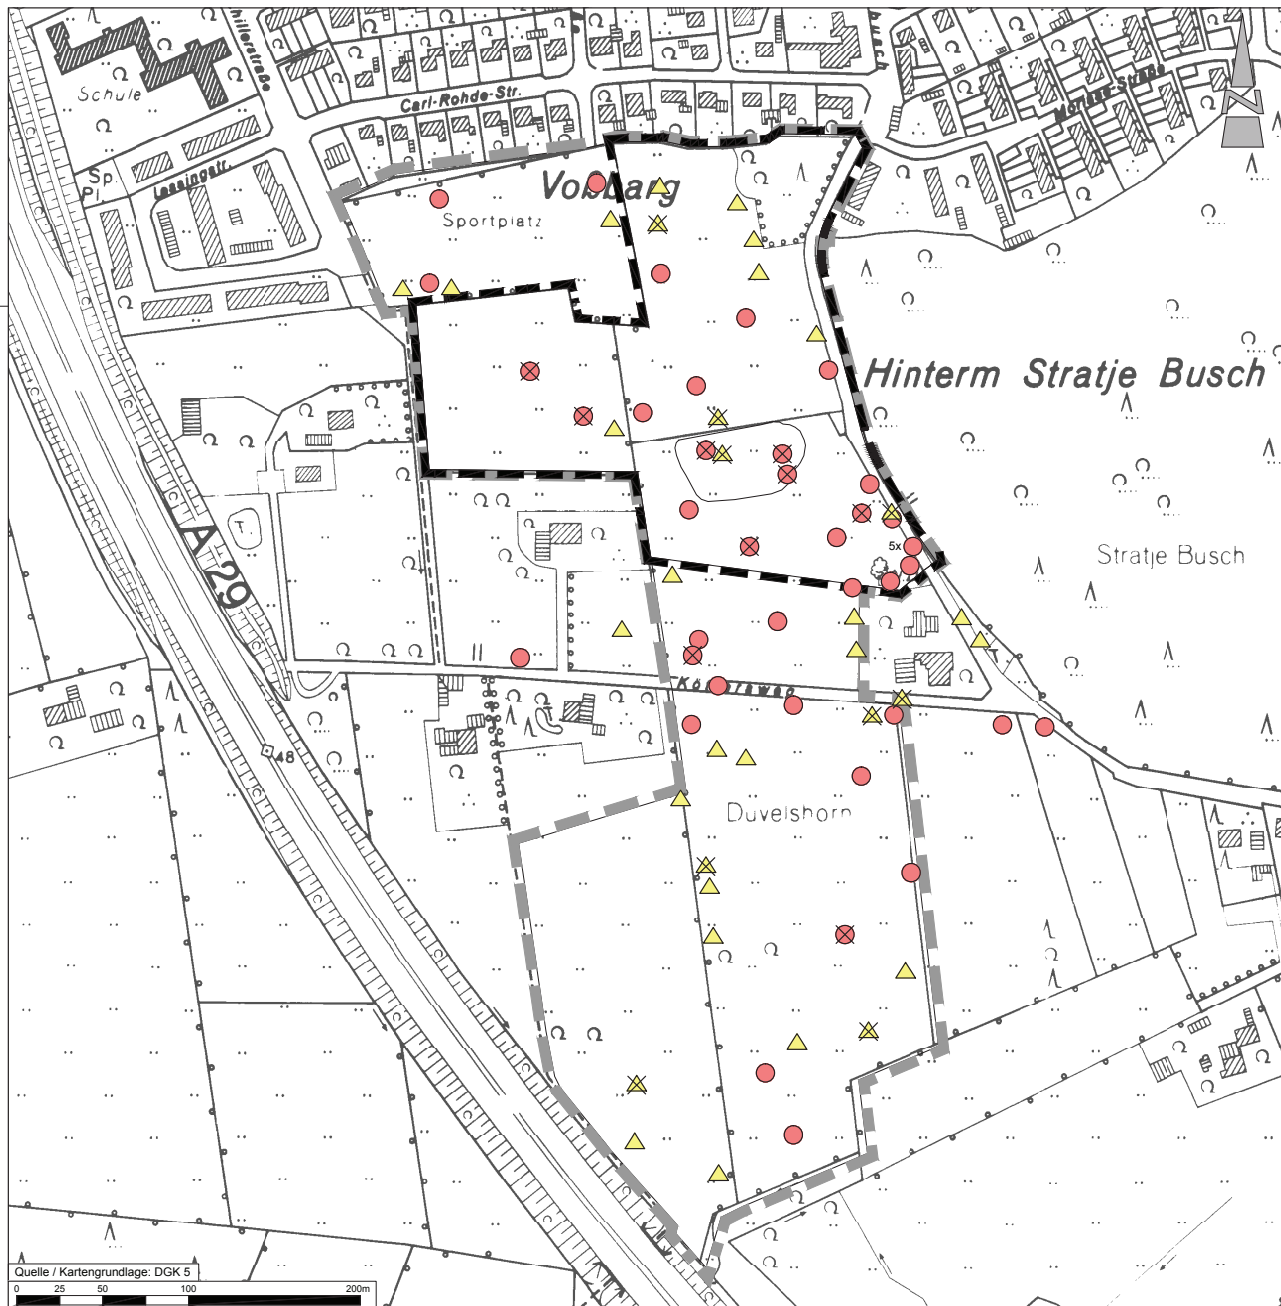 Schule
Carl-Rohde-Str.
Sp.
Pl.
Lessingstr.
Voßbarg
Sportplatz
Hinterm Stratje Busch
Stratje Busch
A 29
T.
5x
T
T
48
Duvelshorn
Quelle / Kartengrundlage: DGK 5
0 25 50 100 200m